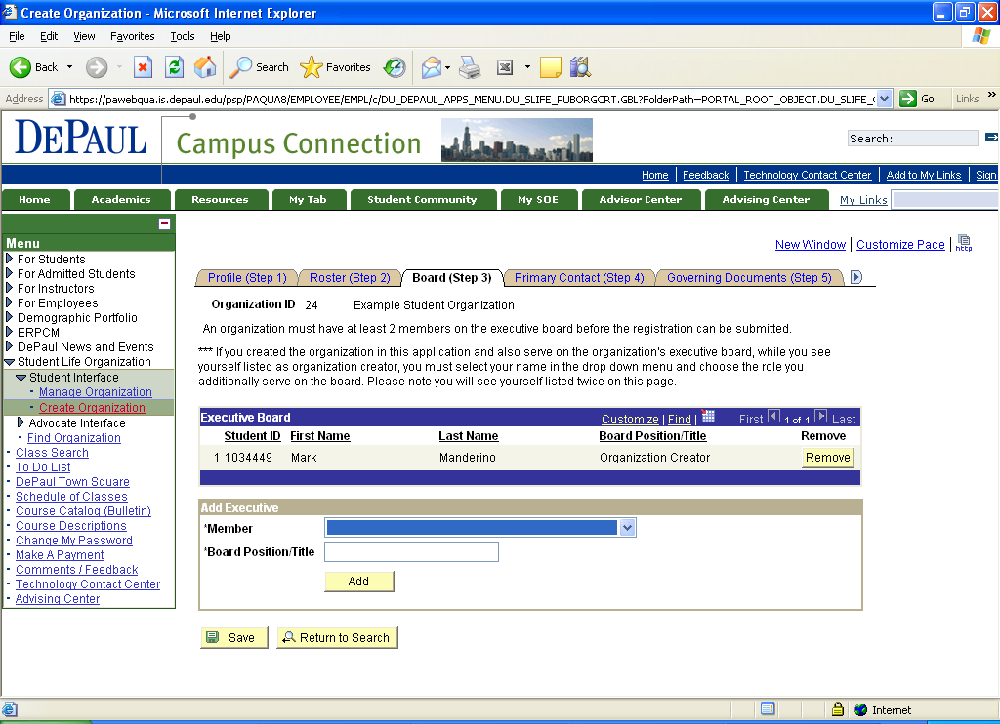 Create Organization - Microsoft Internet Explorer
File Edit View Favorites Tools Help
Back Search Favorites
Address https://pawebqua.is.depaul.edu/psp/PAQUA8/EMPLOYEE/EMPL/c/DU_DEPAUL_APPS_MENU.DU_SLIFE_PUBORGCRT.GBL?FolderPath=PORTAL_ROOT_OBJECT.DU_SLIFE_ Go Links »
DEPAUL Campus Connection
Search:
Home | Feedback | Technology Contact Center | Add to My Links | Sign
Home Academics Resources My Tab Student Community My SOE Advisor Center Advising Center My Links
Menu
For Students
For Admitted Students
For Instructors
For Employees
Demographic Portfolio
ERPCM
DePaul News and Events
Student Life Organization
Student Interface
- Manage Organization
- Create Organization
Advocate Interface
- Find Organization
- Class Search
- To Do List
- DePaul Town Square
- Schedule of Classes
- Course Catalog (Bulletin)
- Course Descriptions
- Change My Password
- Make A Payment
- Comments / Feedback
- Technology Contact Center
- Advising Center
New Window | Customize Page | http
Profile (Step 1) Roster (Step 2) Board (Step 3) Primary Contact (Step 4) Governing Documents (Step 5)
Organization ID 24 Example Student Organization
An organization must have at least 2 members on the executive board before the registration can be submitted.
*** If you created the organization in this application and also serve on the organization's executive board, while you see
yourself listed as organization creator, you must select your name in the drop down menu and choose the role you
additionally serve on the board. Please note you will see yourself listed twice on this page.
Executive Board Customize | Find | First 1 of 1 Last
Student ID First Name Last Name Board Position/Title Remove
1 1034449 Mark Manderino Organization Creator Remove
Add Executive
*Member
*Board Position/Title
Add
Save Return to Search
Internet